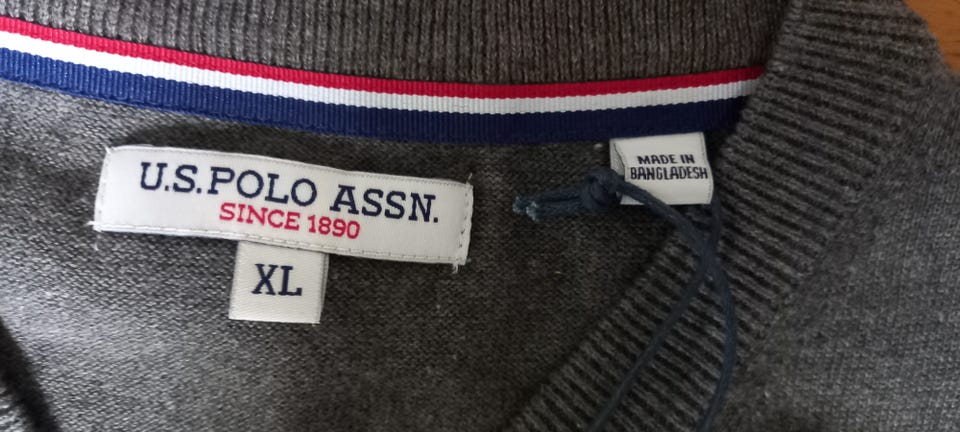 U.S. POLO ASSN.
SINCE 1890
XL
MADE IN
BANGLADESH